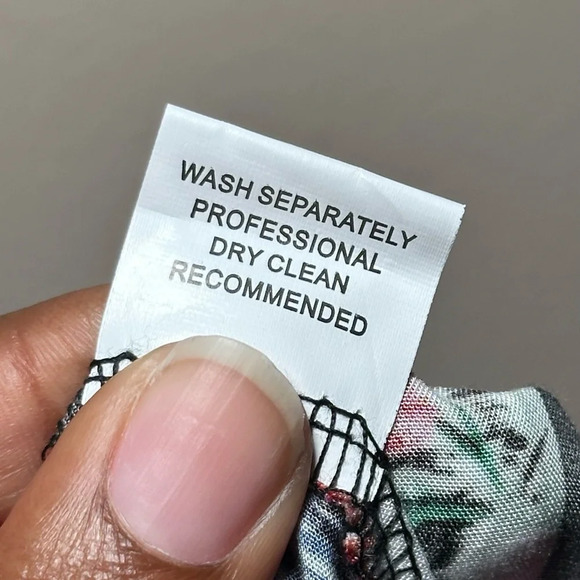 WASH SEPARATELY
PROFESSIONAL
DRY CLEAN
RECOMMENDED